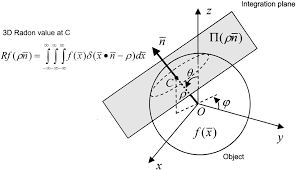 Integration plane
z
n̄
Π(ρn̄)
3D Radon value at C
Rf(ρn̄) = ∫∫∫ f(x̄)δ(x̄•n̄−ρ)dx̄
∞ ∞ ∞
−∞ −∞ −∞
C
θ
ρ
φ
O
f(x̄)
y
x
Object